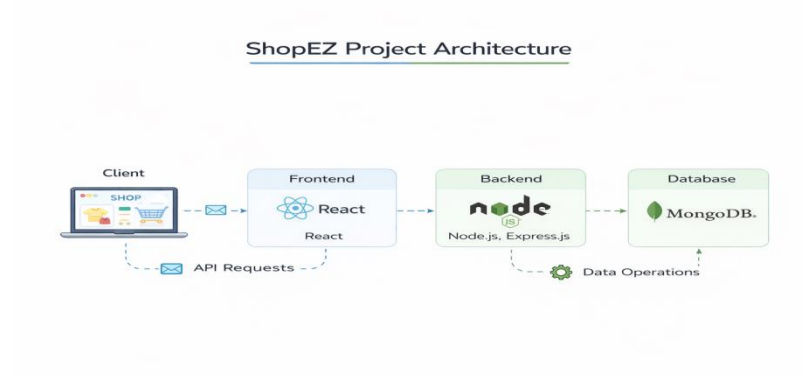 ShopEZ Project Architecture
Client
SHOP
Frontend
React
React
API Requests
Backend
node
JS
Node.js, Express.js
Database
MongoDB.
Data Operations